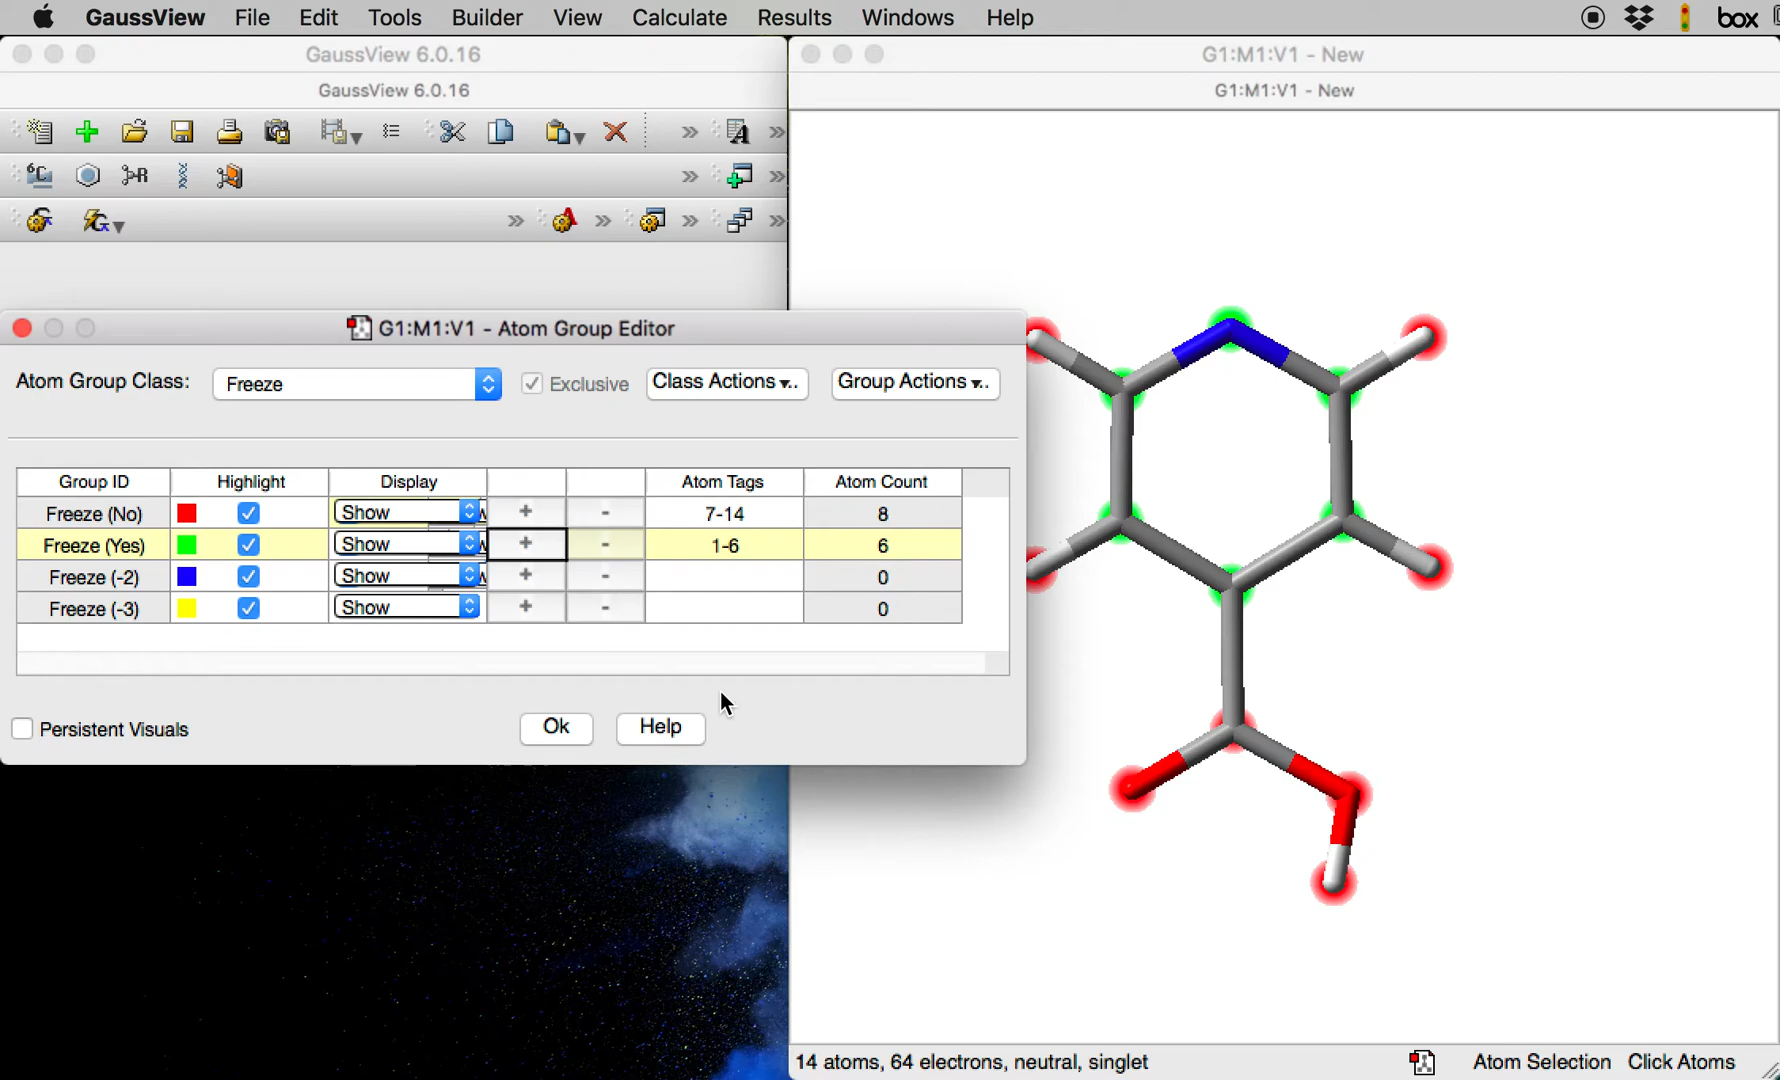 GaussView File Edit Tools Builder View Calculate Results Windows Help box
GaussView 6.0.16
GaussView 6.0.16
G1:M1:V1 - New
G1:M1:V1 - New
G1:M1:V1 - Atom Group Editor
Atom Group Class: Freeze Exclusive Class Actions... Group Actions...
Group ID Highlight Display Atom Tags Atom Count
Freeze (No) Show + - 7-14 8
Freeze (Yes) Show + - 1-6 6
Freeze (-2) Show + - 0
Freeze (-3) Show + - 0
Persistent Visuals Ok Help
14 atoms, 64 electrons, neutral, singlet Atom Selection Click Atoms